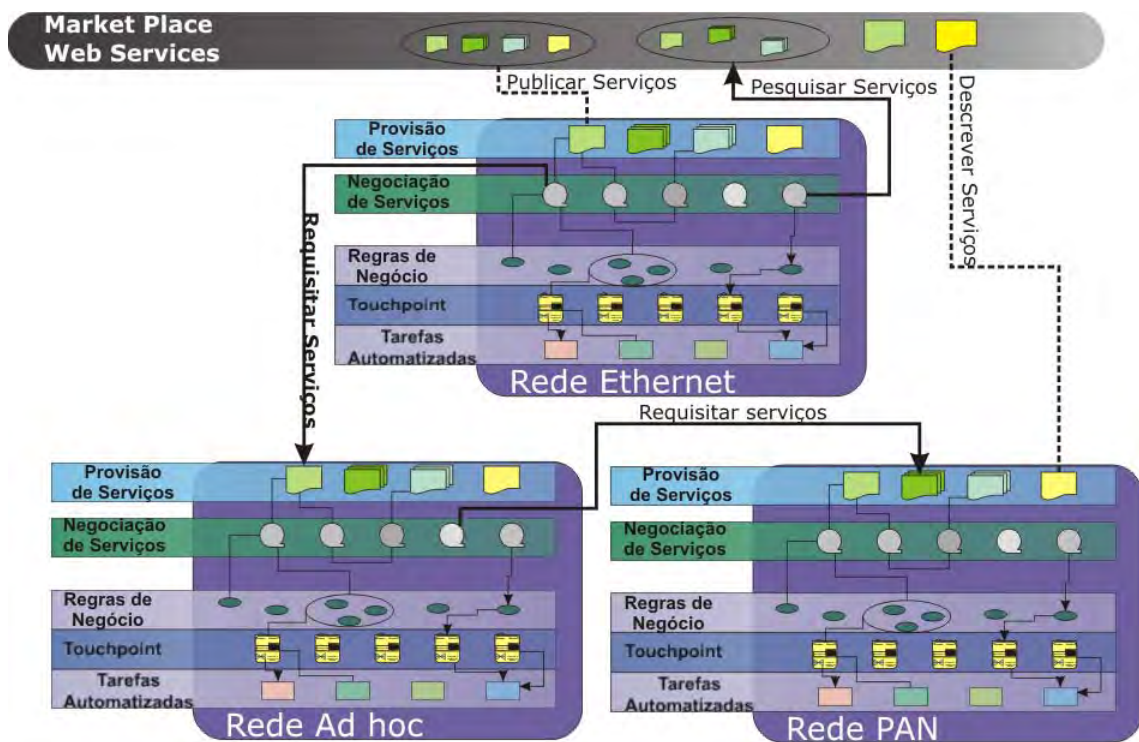 Market Place
Web Services
Publicar Serviços
Pesquisar Serviços
Descrever Serviços
Provisão
de Serviços
Negociação
de Serviços
Regras de
Negócio
Touchpoint
Tarefas
Automatizadas
Rede Ethernet
Requisitar Serviços
Requisitar serviços
Provisão
de Serviços
Negociação
de Serviços
Regras de
Negócio
Touchpoint
Tarefas
Automatizadas
Rede Ad hoc
Provisão
de Serviços
Negociação
de Serviços
Regras de
Negócio
Touchpoint
Tarefas
Automatizadas
Rede PAN